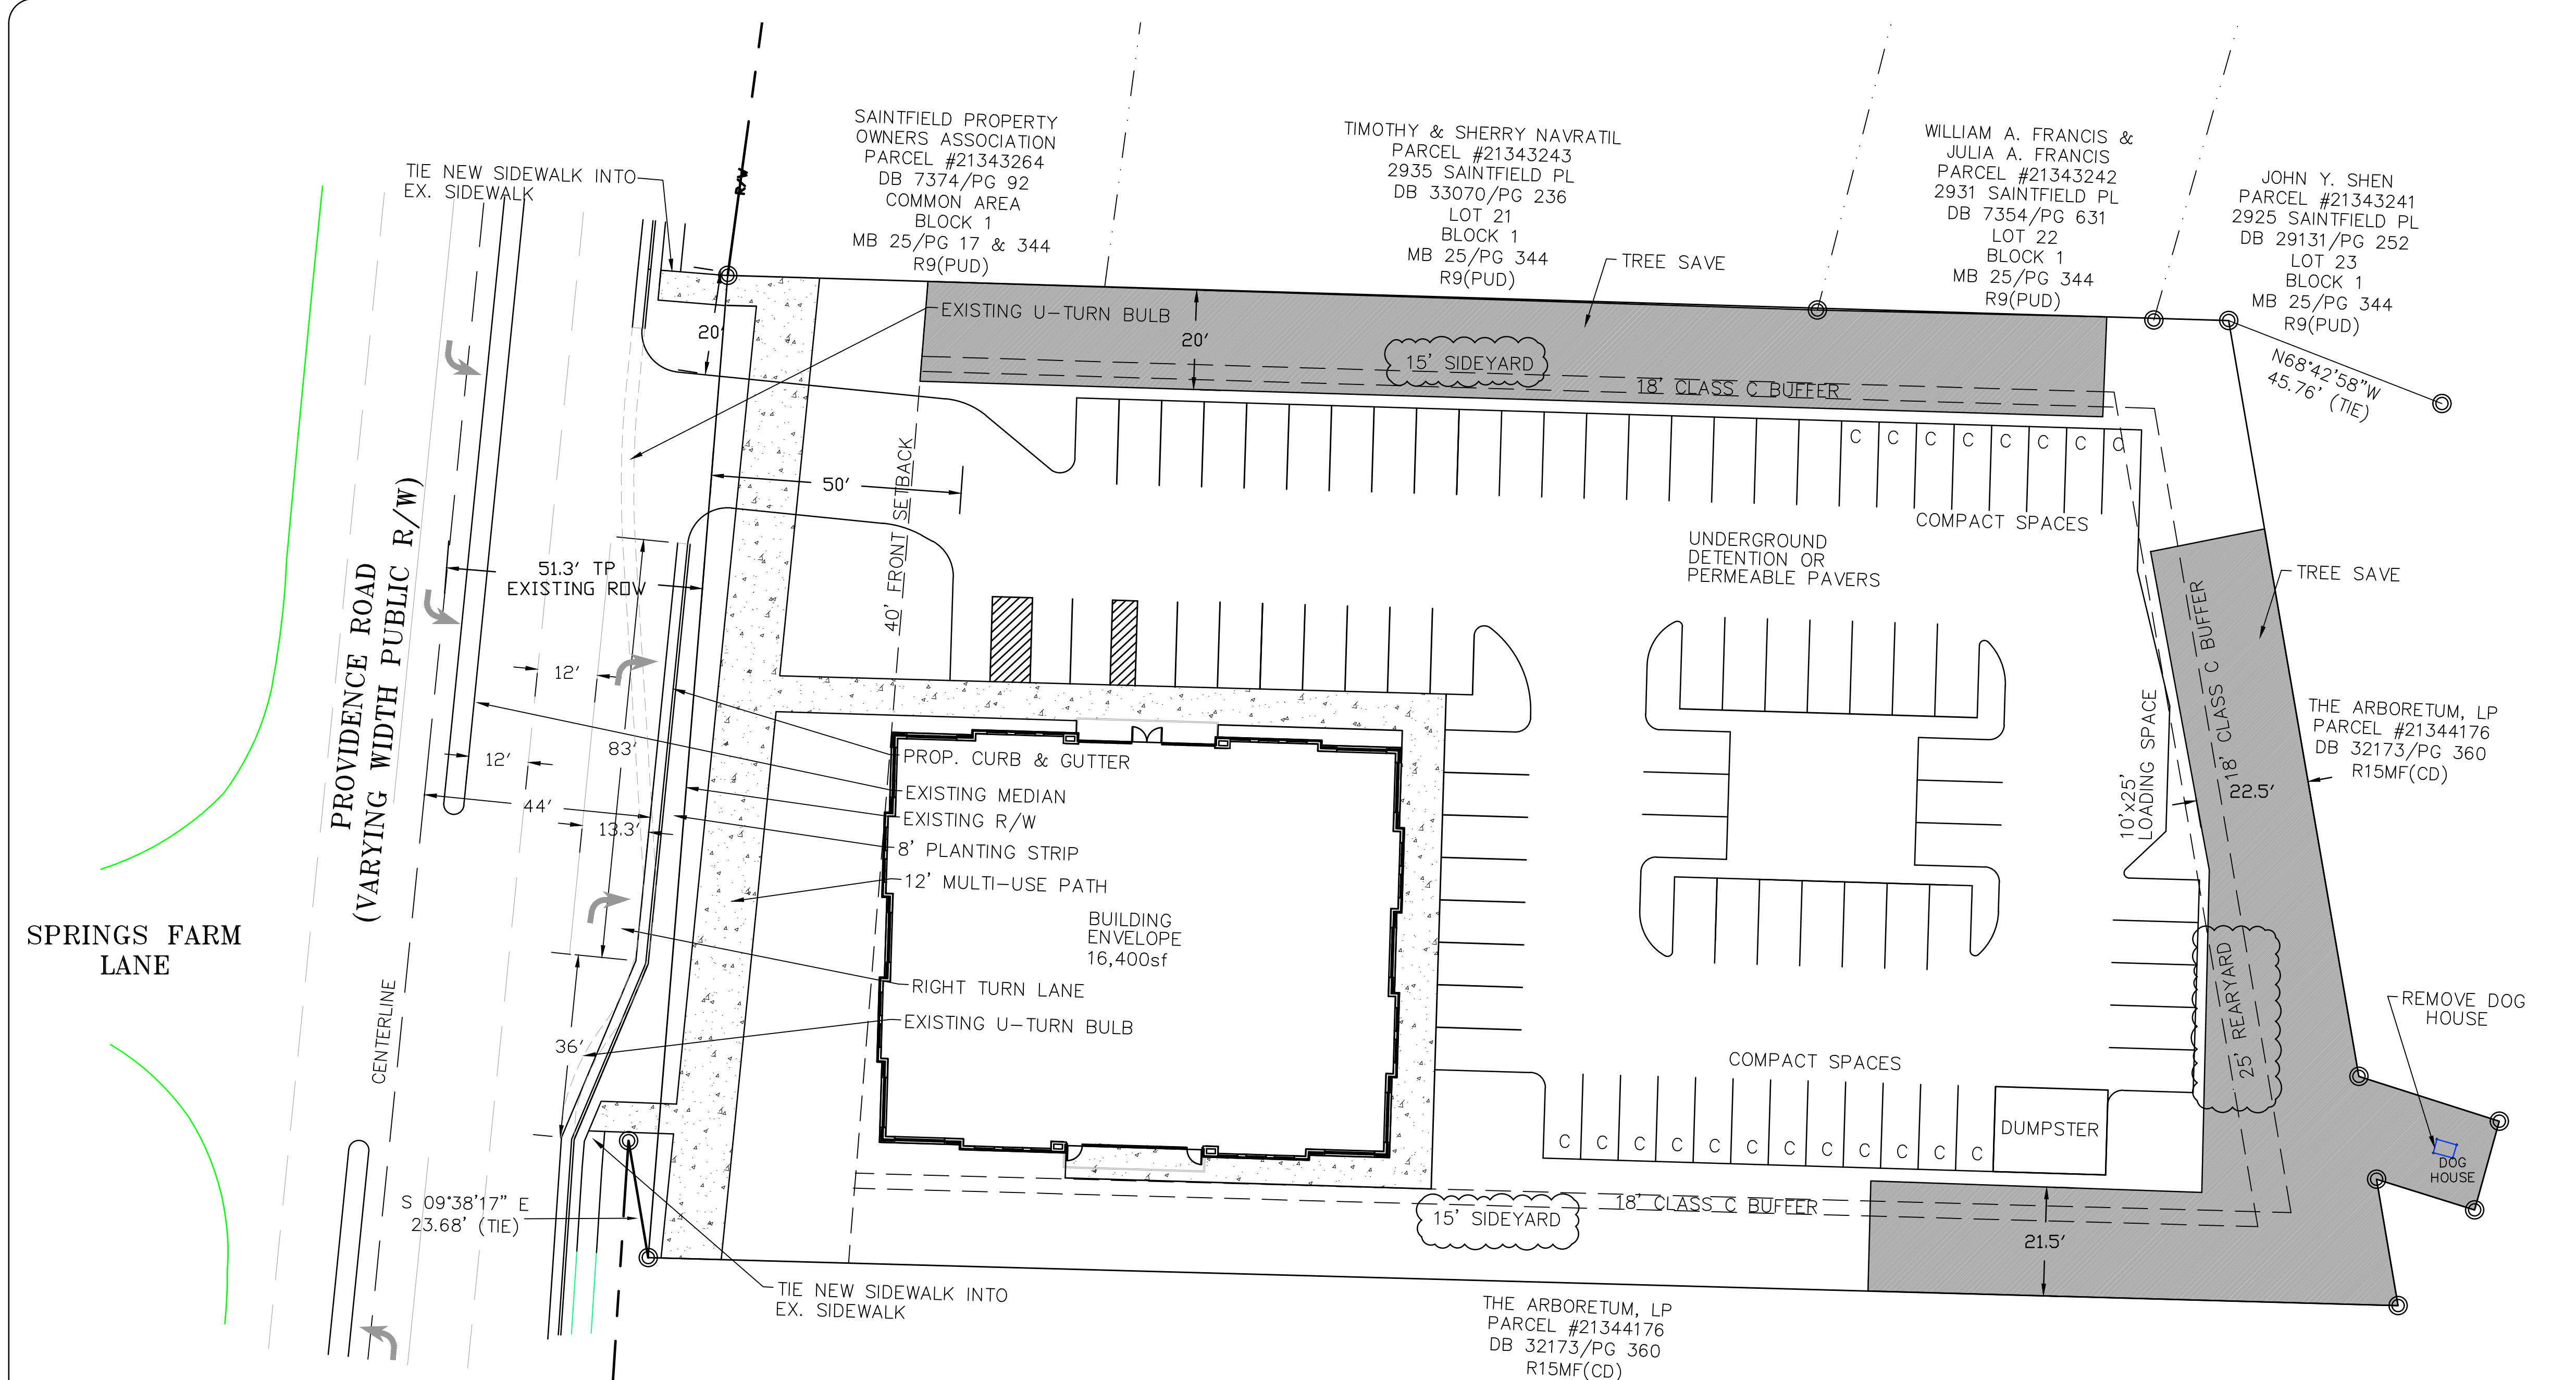 SAINTFIELD PROPERTY
OWNERS ASSOCIATION
PARCEL #21343264
DB 7374/PG 92
COMMON AREA
BLOCK 1
MB 25/PG 17 & 344
R9(PUD)
TIMOTHY & SHERRY NAVRATIL
PARCEL #21343243
2935 SAINTFIELD PL
DB 33070/PG 236
LOT 21
BLOCK 1
MB 25/PG 344
R9(PUD)
WILLIAM A. FRANCIS &
JULIA A. FRANCIS
PARCEL #21343242
2931 SAINTFIELD PL
DB 7354/PG 631
LOT 22
BLOCK 1
MB 25/PG 344
R9(PUD)
JOHN Y. SHEN
PARCEL #21343241
2925 SAINTFIELD PL
DB 29131/PG 252
LOT 23
BLOCK 1
MB 25/PG 344
R9(PUD)
TIE NEW SIDEWALK INTO
EX. SIDEWALK
R/W
TREE SAVE
EXISTING U-TURN BULB
20'
20'
15' SIDEYARD
18' CLASS C BUFFER
N68°42'58"W
45.76' (TIE)
C C C C C C C C
COMPACT SPACES
50'
40' FRONT SETBACK
UNDERGROUND
DETENTION OR
PERMEABLE PAVERS
51.3' TP
EXISTING ROW
PROVIDENCE ROAD
(VARYING WIDTH PUBLIC R/W)
TREE SAVE
18' CLASS C BUFFER
12'
83'
12'
44'
13.3'
PROP. CURB & GUTTER
EXISTING MEDIAN
EXISTING R/W
8' PLANTING STRIP
12' MULTI-USE PATH
BUILDING
ENVELOPE
16,400sf
RIGHT TURN LANE
EXISTING U-TURN BULB
10'x25'
LOADING SPACE
22.5'
THE ARBORETUM, LP
PARCEL #21344176
DB 32173/PG 360
R15MF(CD)
SPRINGS FARM
LANE
CENTERLINE
36'
25' REARYARD
REMOVE DOG
HOUSE
COMPACT SPACES
C C C C C C C C C C C C
DUMPSTER
DOG
HOUSE
S 09°38'17" E
23.68' (TIE)
15' SIDEYARD
18' CLASS C BUFFER
21.5'
TIE NEW SIDEWALK INTO
EX. SIDEWALK
THE ARBORETUM, LP
PARCEL #21344176
DB 32173/PG 360
R15MF(CD)